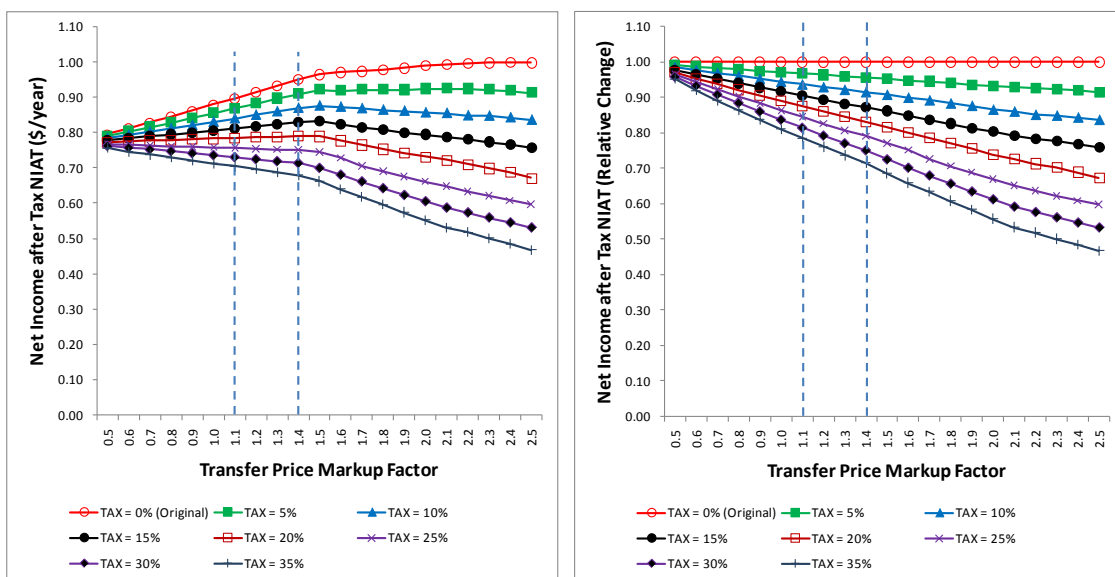 Net Income after Tax NIAT ($/year)
1.10
1.00
0.90
0.80
0.70
0.60
0.50
0.40
0.30
0.20
0.10
0.00
0.5 0.6 0.7 0.8 0.9 1.0 1.1 1.2 1.3 1.4 1.5 1.6 1.7 1.8 1.9 2.0 2.1 2.2 2.3 2.4 2.5
Transfer Price Markup Factor
TAX = 0% (Original) TAX = 5% TAX = 10%
TAX = 15% TAX = 20% TAX = 25%
TAX = 30% TAX = 35%
Net Income after Tax NIAT (Relative Change)
1.10
1.00
0.90
0.80
0.70
0.60
0.50
0.40
0.30
0.20
0.10
0.00
0.5 0.6 0.7 0.8 0.9 1.0 1.1 1.2 1.3 1.4 1.5 1.6 1.7 1.8 1.9 2.0 2.1 2.2 2.3 2.4 2.5
Transfer Price Markup Factor
TAX = 0% (Original) TAX = 5% TAX = 10%
TAX = 15% TAX = 20% TAX = 25%
TAX = 30% TAX = 35%